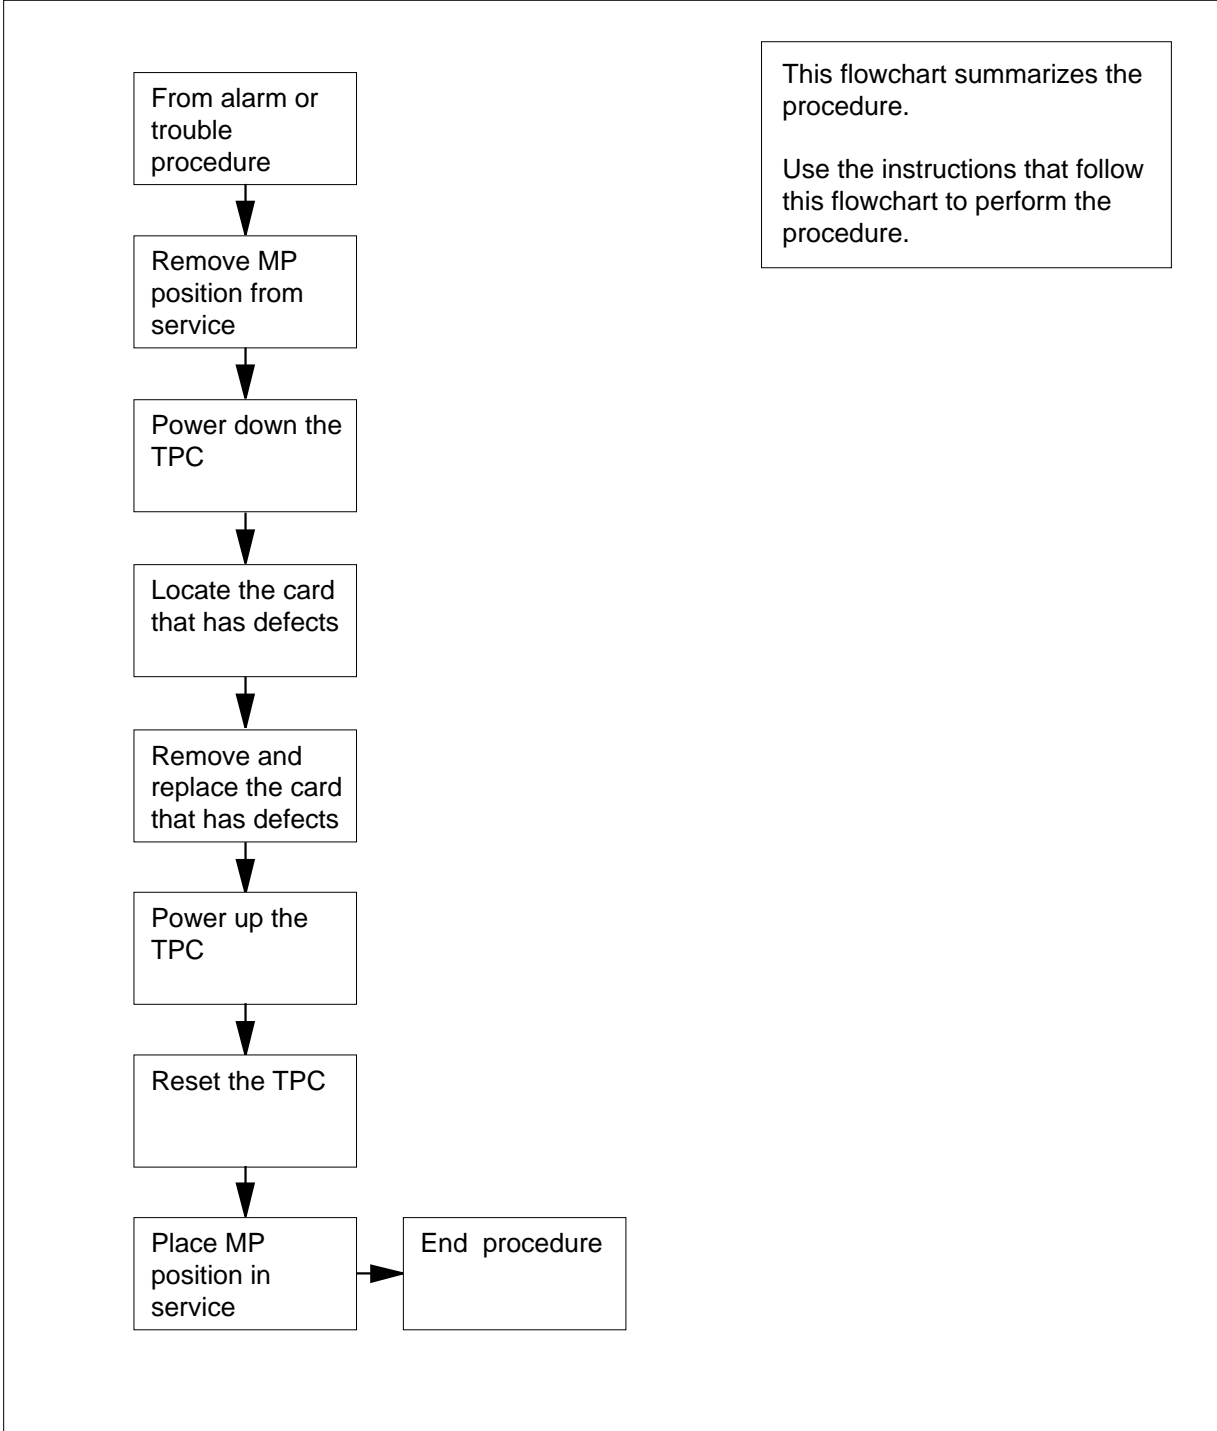 From alarm or
trouble
procedure
Remove MP
position from
service
Power down the
TPC
Locate the card
that has defects
Remove and
replace the card
that has defects
Power up the
TPC
Reset the TPC
Place MP
position in
service
End  procedure
This flowchart summarizes the
procedure.
Use the instructions that follow
this flowchart to perform the
procedure.